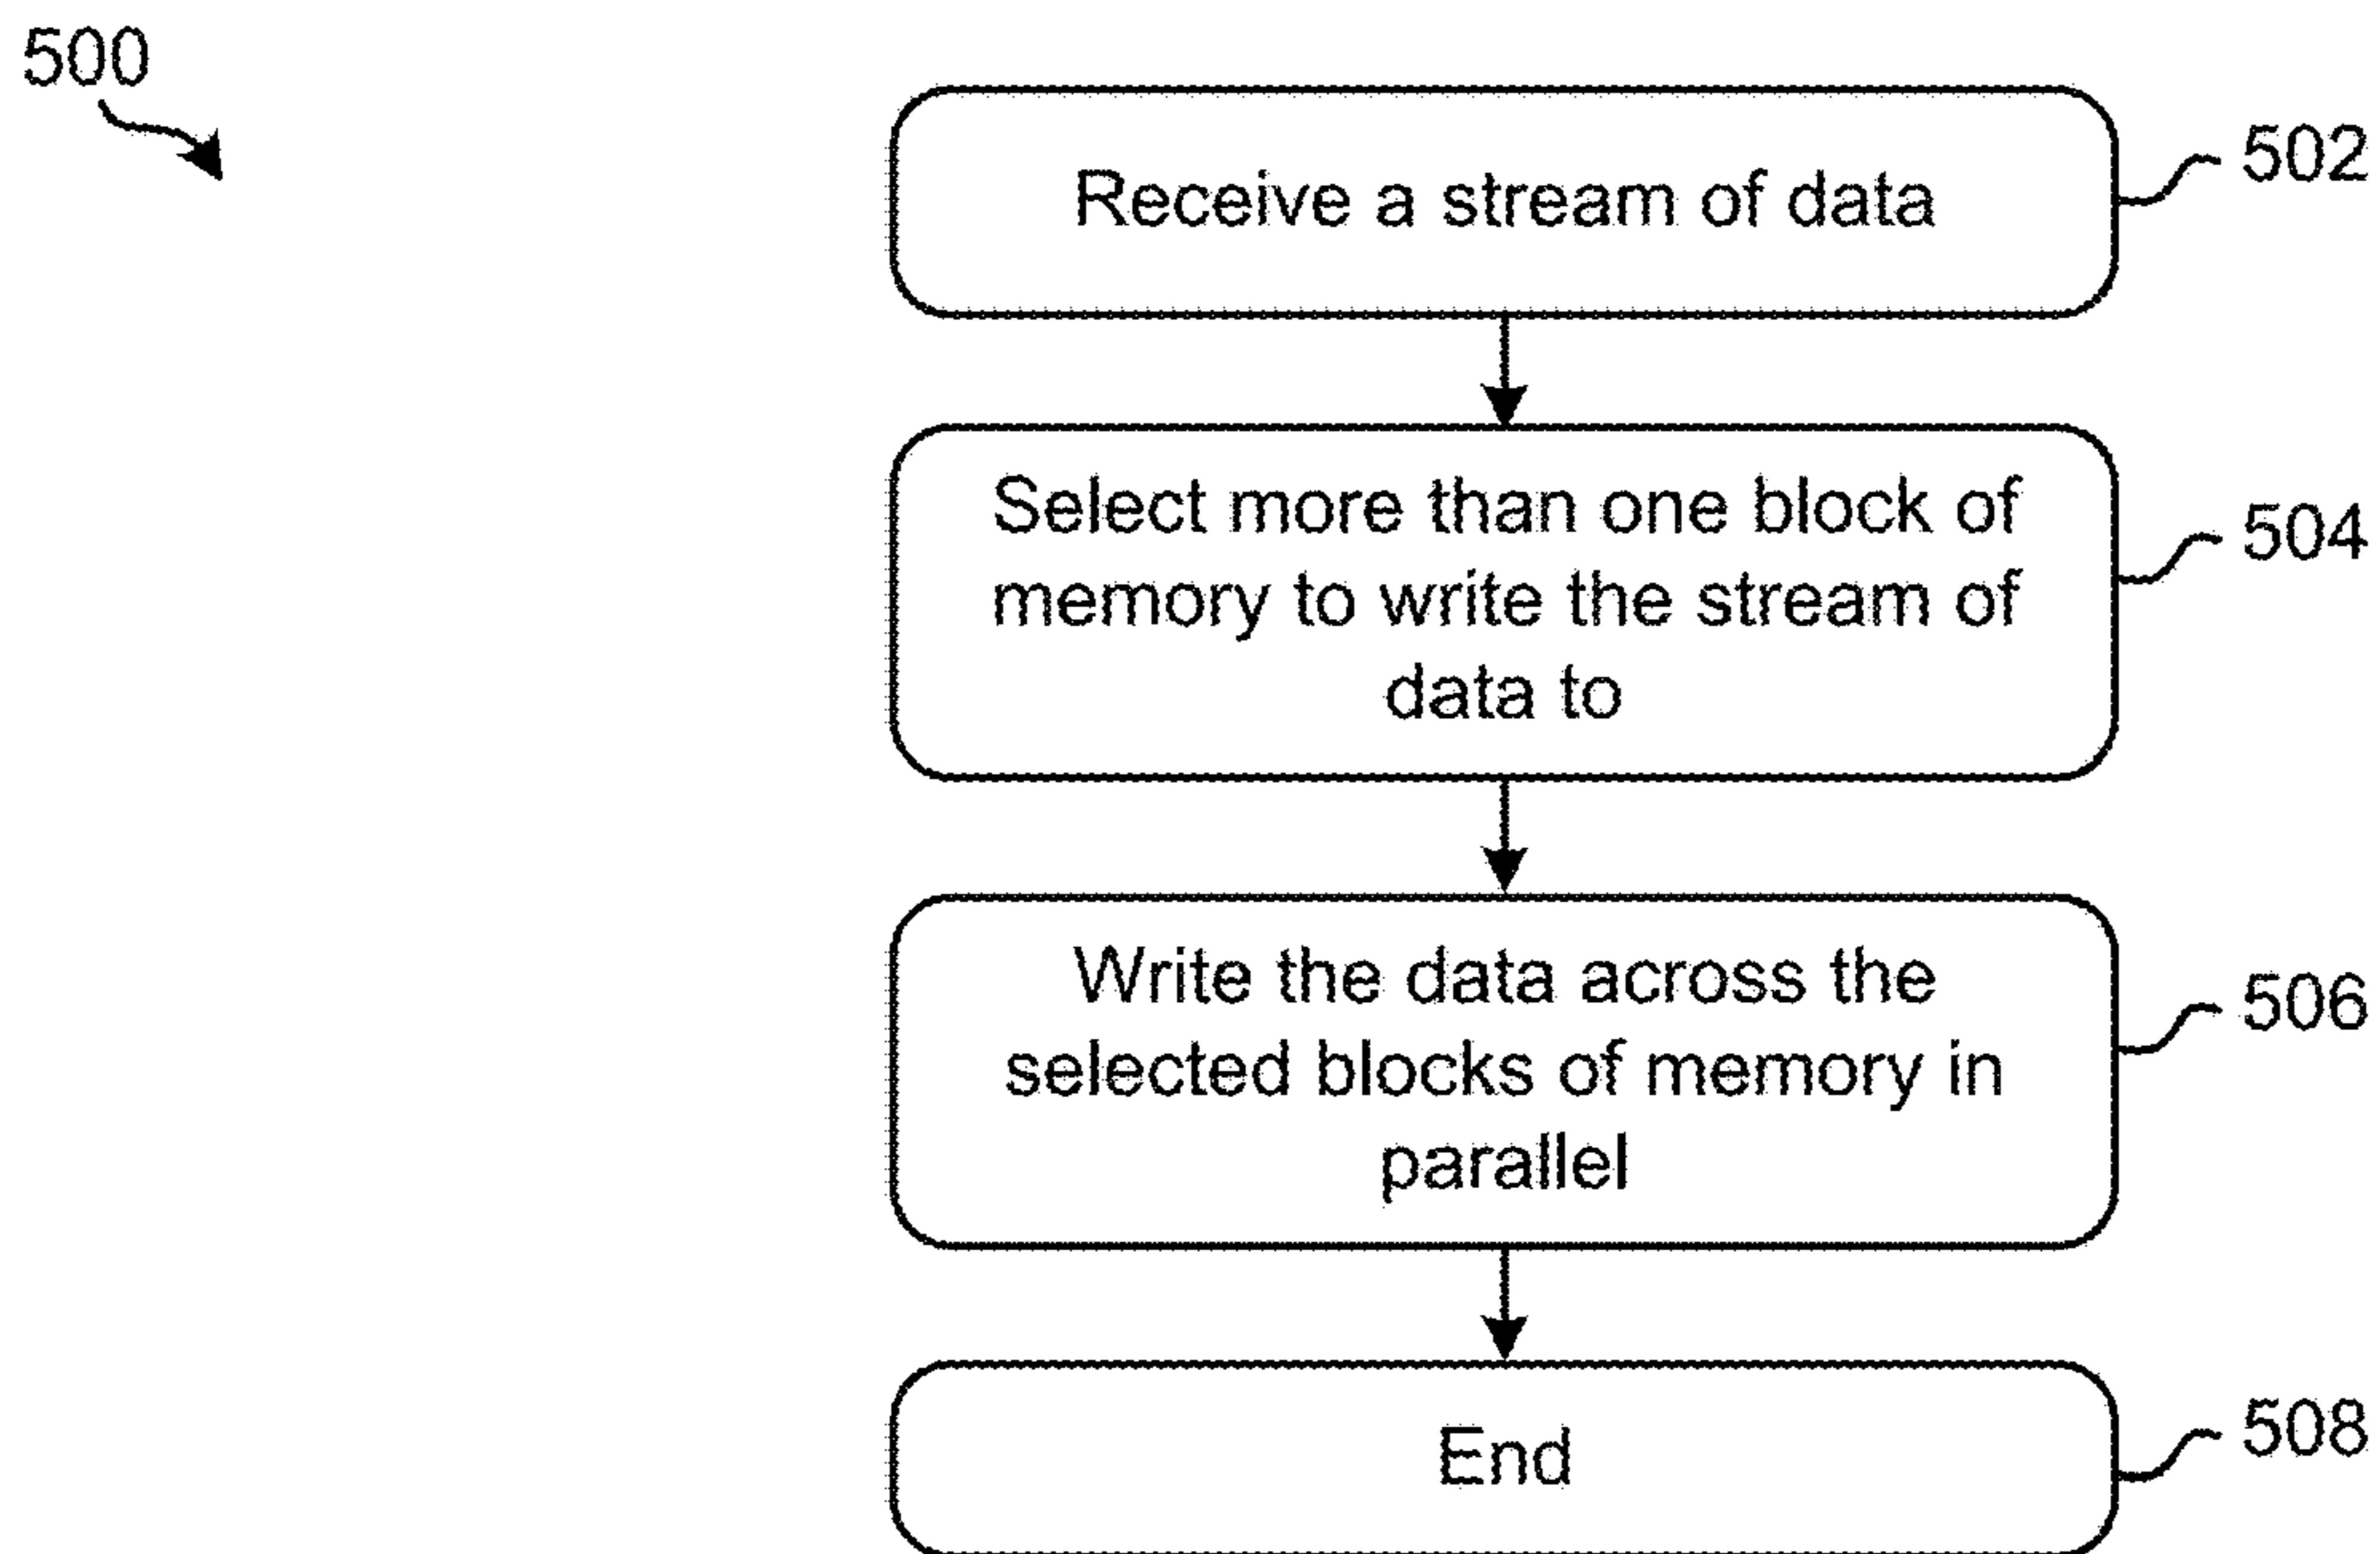 500
Receive a stream of data
502
Select more than one block of
memory to write the stream of
data to
504
Write the data across the
selected blocks of memory in
parallel
506
End
508